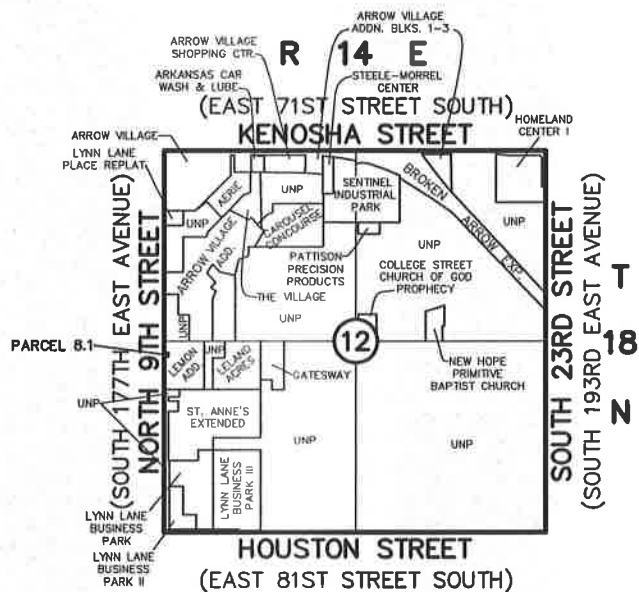 ARROW VILLAGE
ADDN. BLKS. 1-3
ARROW VILLAGE
SHOPPING CTR.
R 14 E
ARKANSAS CAR
WASH & LUBE
STEELE-MORREL
CENTER
(EAST 71ST STREET SOUTH)
HOMELAND
CENTER I
KENOSHA STREET
ARROW VILLAGE
LYNN LANE
PLACE REPLAT
AERIE
UNP
SENTINEL
INDUSTRIAL
PARK
BROKEN
ARROW EXP.
UNP
UNP
CAROUSEL
CONCOURSE
ARROW VILLAGE
ADD.
PATTISON
PRECISION
PRODUCTS
UNP
COLLEGE STREET
CHURCH OF GOD
PROPHECY
THE VILLAGE
UNP
UNP
(SOUTH 177TH EAST AVENUE)
NORTH 9TH STREET
SOUTH 23RD STREET
(SOUTH 193RD EAST AVENUE)
T
18
N
PARCEL 8.1
12
LEMON
ADD.
UNP
LELAND
ACRES
GATESWAY
NEW HOPE
PRIMITIVE
BAPTIST CHURCH
UNP
ST. ANNE'S
EXTENDED
UNP
UNP
LYNN LANE
BUSINESS
PARK III
LYNN LANE
BUSINESS
PARK
LYNN LANE
BUSINESS
PARK II
HOUSTON STREET
(EAST 81ST STREET SOUTH)